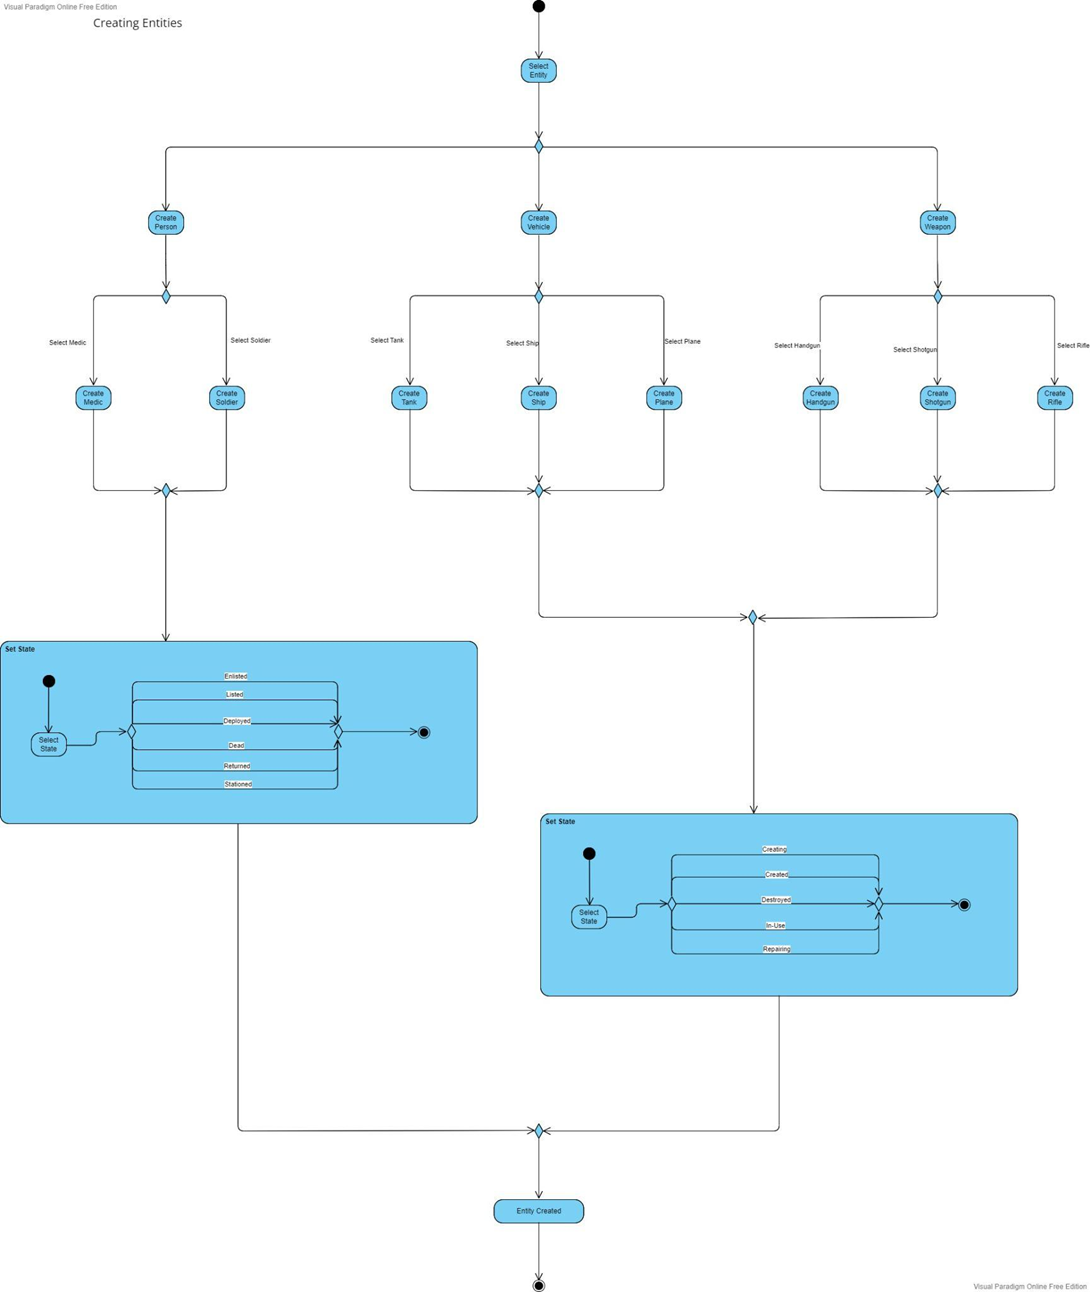 Visual Paradigm Online Free Edition
Creating Entities
Select
Entity
Create
Person
Create
Vehicle
Create
Weapon
Select Medic
Select Soldier
Select Tank
Select Ship
Select Plane
Select Handgun
Select Shotgun
Select Rifle
Create
Medic
Create
Soldier
Create
Tank
Create
Ship
Create
Plane
Create
Handgun
Create
Shotgun
Create
Rifle
Set State
Select
State
Enlisted
Listed
Deployed
Dead
Returned
Stationed
Set State
Select
State
Creating
Created
Destroyed
In-Use
Repairing
Entity Created
Visual Paradigm Online Free Edition